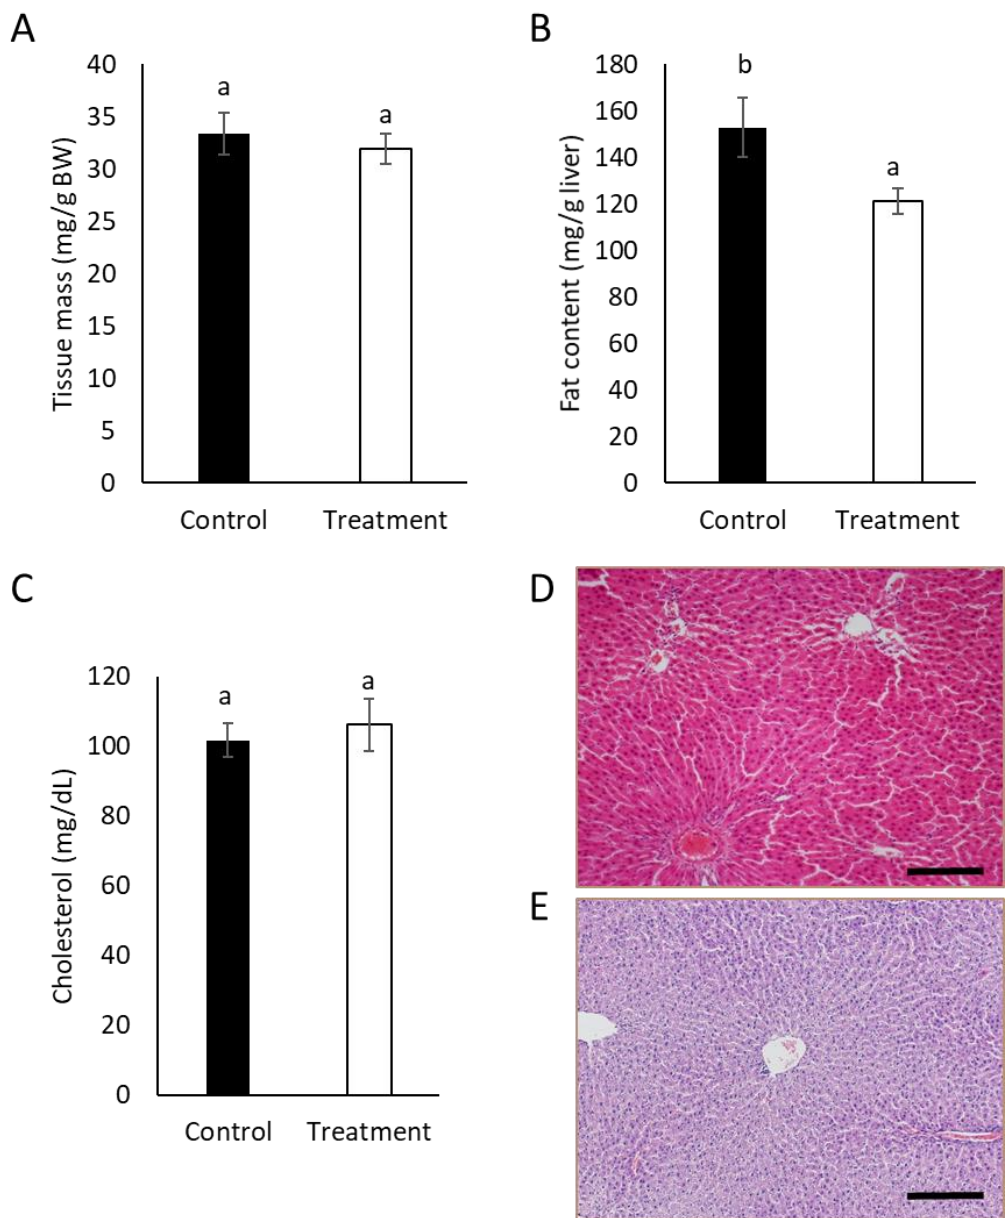 A
Tissue mass (mg/g BW)
40
35
30
25
20
15
10
5
0
a
a
Control
Treatment
B
Fat content (mg/g liver)
180
160
140
120
100
80
60
40
20
0
b
a
Control
Treatment
C
Cholesterol (mg/dL)
120
100
80
60
40
20
0
a
a
Control
Treatment
D
E